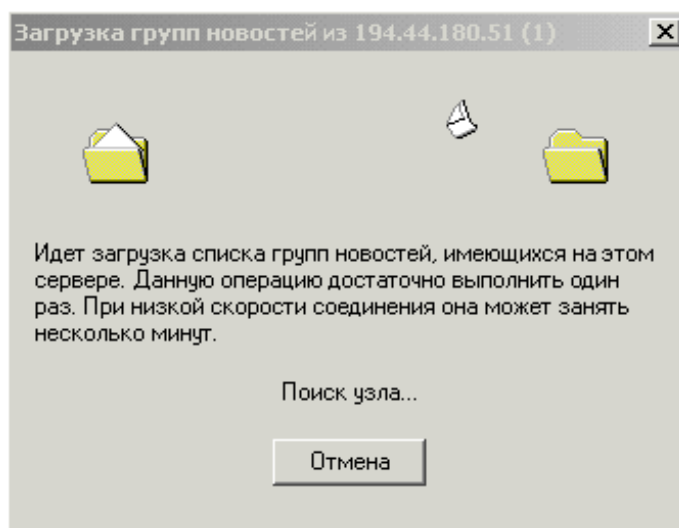 Загрузка групп новостей из 194.44.180.51 (1)
Идет загрузка списка групп новостей, имеющихся на этом
сервере. Данную операцию достаточно выполнить один
раз. При низкой скорости соединения она может занять
несколько минут.
Поиск узла...
Отмена